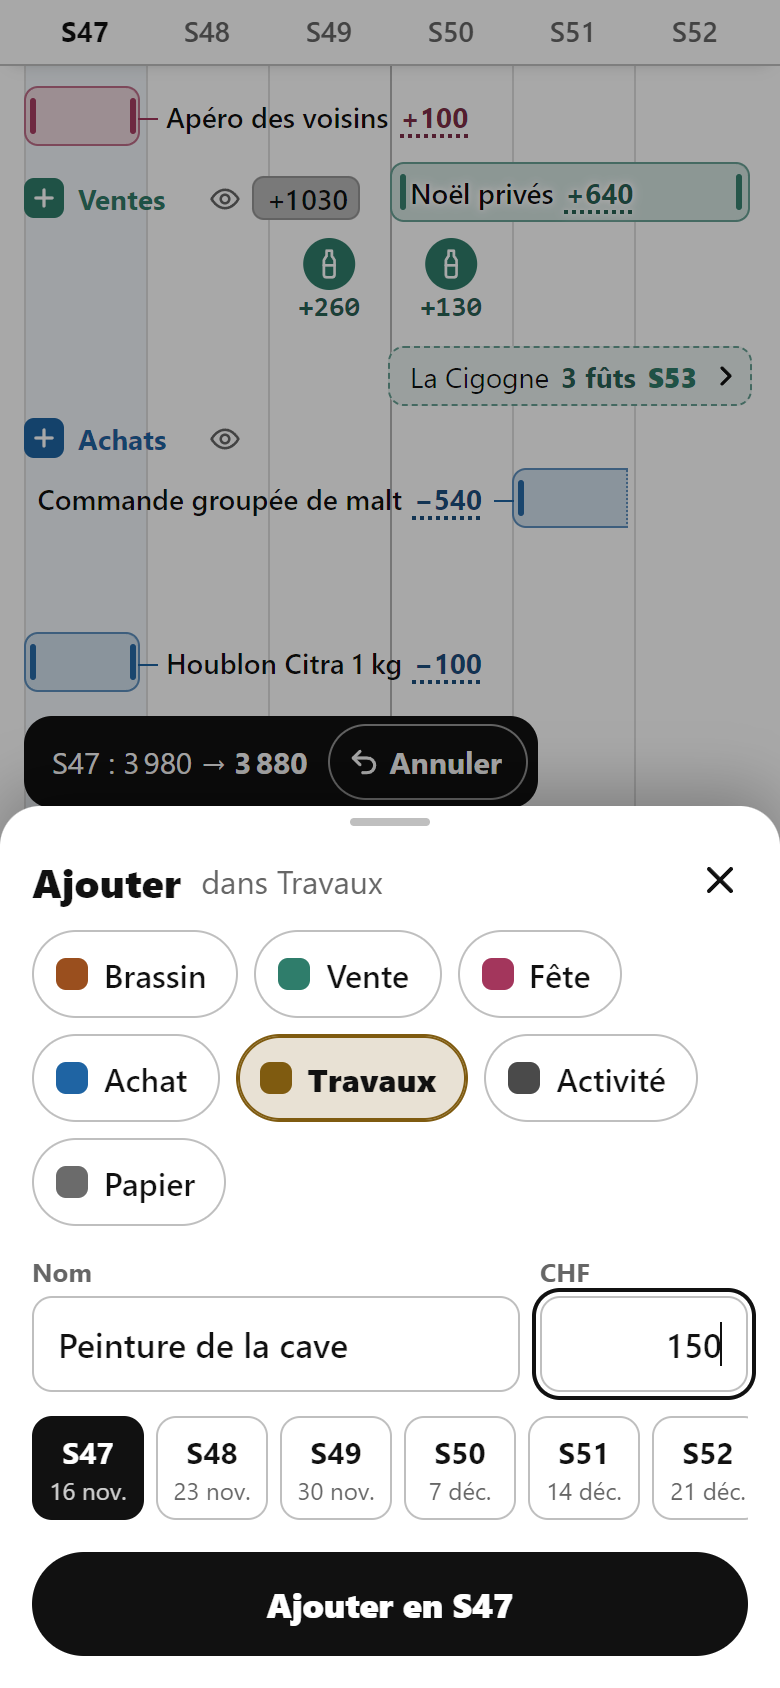 S47 S48 S49 S50 S51 S52
Apéro des voisins +100
Ventes +1030 Noël privés +640
+260 +130
La Cigogne 3 fûts S53
Achats
Commande groupée de malt −540
Houblon Citra 1 kg −100
S47 : 3 980 → 3 880 Annuler
Ajouter dans Travaux
Brassin Vente Fête
Achat Travaux Activité
Papier
Nom CHF
Peinture de la cave 150
S47 S48 S49 S50 S51 S52
16 nov. 23 nov. 30 nov. 7 déc. 14 déc. 21 déc.
Ajouter en S47